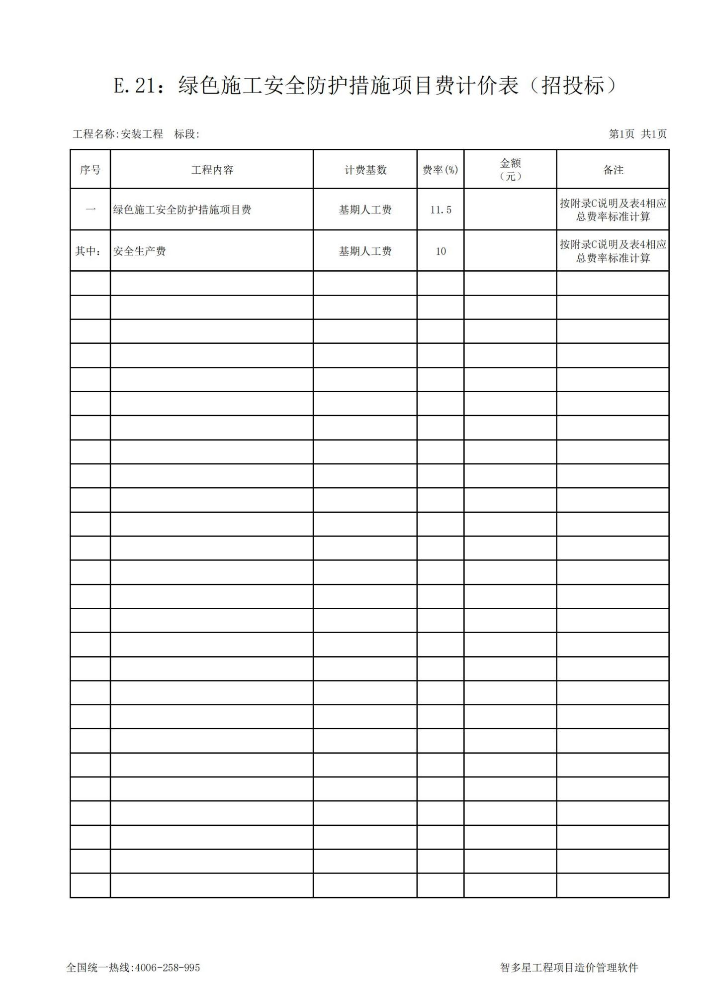 E.21：绿色施工安全防护措施项目费计价表（招投标）
工程名称:安装工程 标段: 第1页 共1页
序号 工程内容 计费基数 费率(%) 金额（元） 备注
一 绿色施工安全防护措施项目费 基期人工费 11.5 按附录C说明及表4相应总费率标准计算
其中： 安全生产费 基期人工费 10 按附录C说明及表4相应总费率标准计算
全国统一热线:4006-258-995 智多星工程项目造价管理软件